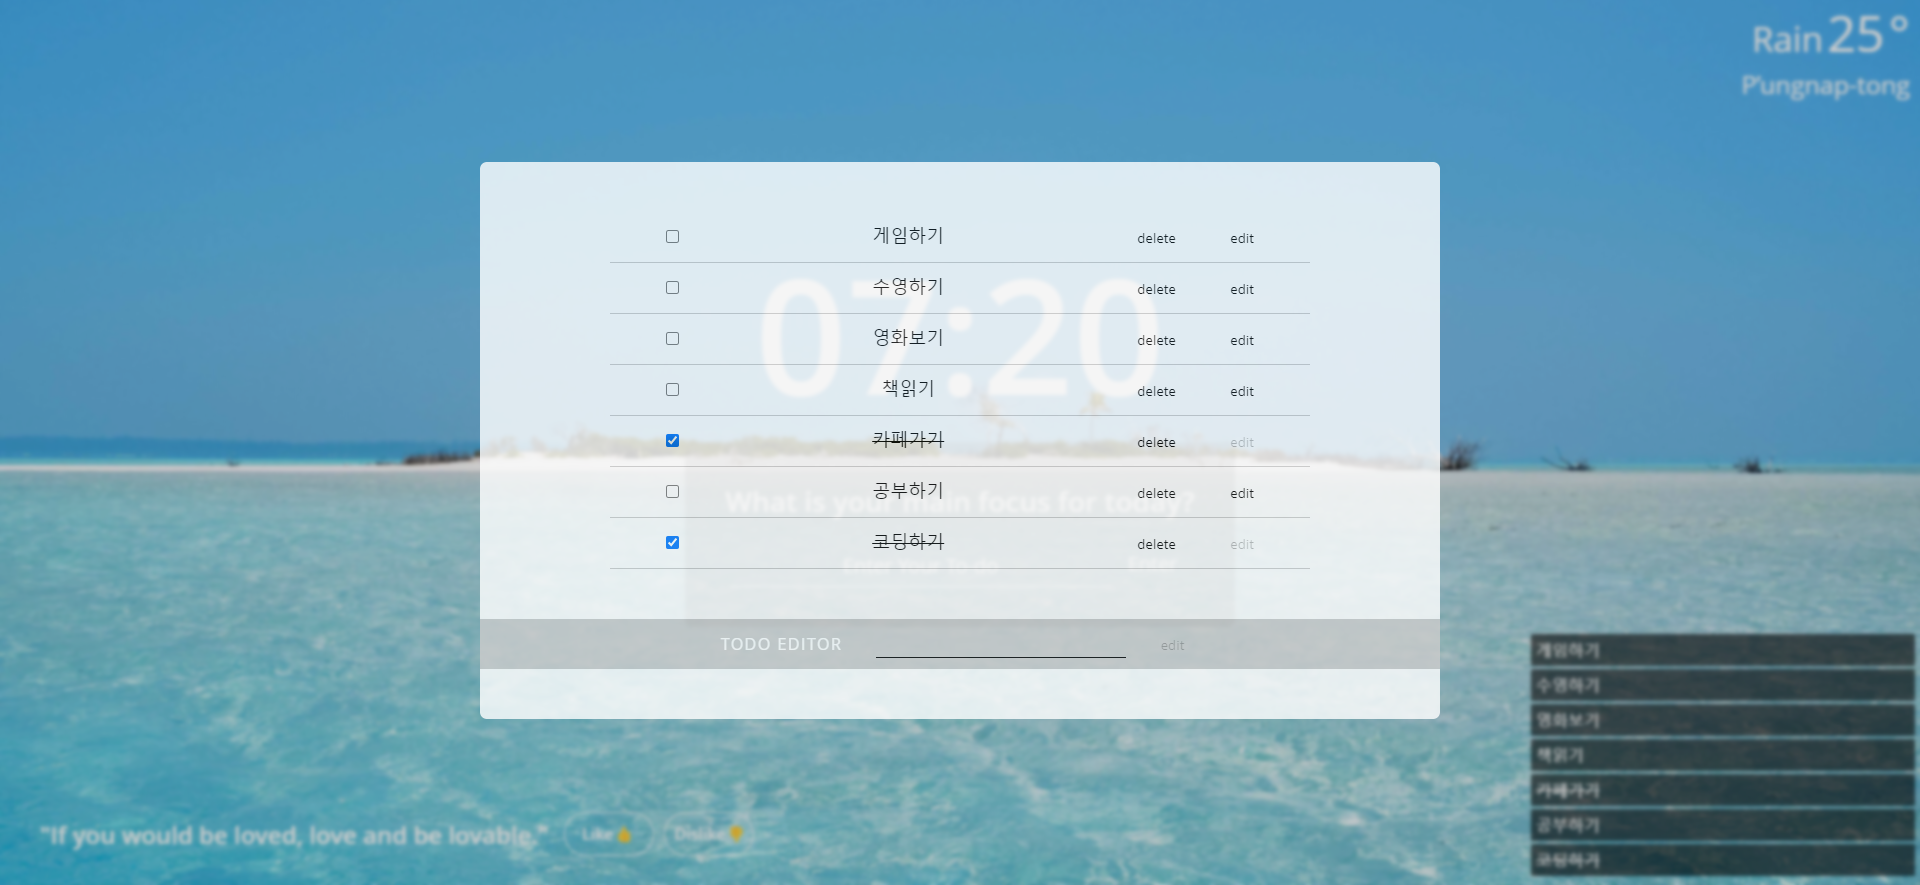 Rain 25°
P'ungnap-tong
게임하기 delete edit
수영하기 delete edit
07:20
영화보기 delete edit
책읽기 delete edit
카페가기 delete edit
공부하기 delete edit
What is your main focus for today?
코딩하기 delete edit
TODO EDITOR edit
게임하기
수영하기
영화보기
책읽기
카페가기
공부하기
코딩하기
"If you would be loved, love and be lovable." Like Dislike